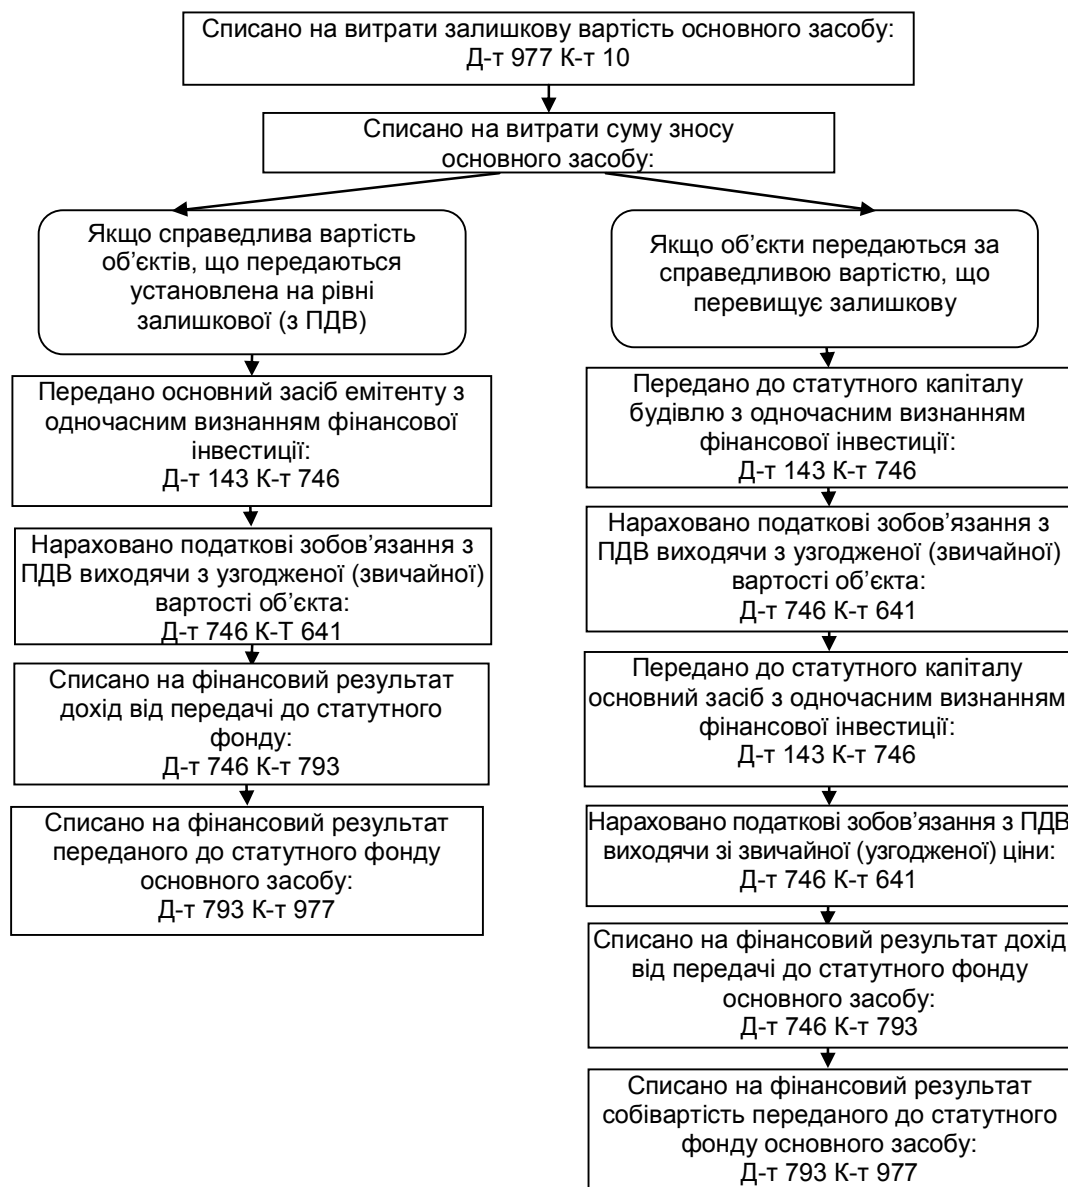 Списано на витрати залишкову вартість основного засобу:
Д-т 977 К-т 10
Списано на витрати суму зносу
основного засобу:
Якщо справедлива вартість
об’єктів, що передаються
установлена на рівні
залишкової (з ПДВ)
Передано основний засіб емітенту з
одночасним визнанням фінансової
інвестиції:
Д-т 143 К-т 746
Нараховано податкові зобов’язання з
ПДВ виходячи з узгодженої (звичайної)
вартості об’єкта:
Д-т 746 К-Т 641
Списано на фінансовий результат
дохід від передачі до статутного
фонду:
Д-т 746 К-т 793
Списано на фінансовий результат
переданого до статутного фонду
основного засобу:
Д-т 793 К-т 977
Якщо об’єкти передаються за
справедливою вартістю, що
перевищує залишкову
Передано до статутного капіталу
будівлю з одночасним визнанням
фінансової інвестиції:
Д-т 143 К-т 746
Нараховано податкові зобов’язання з
ПДВ виходячи з узгодженої (звичайної)
вартості об’єкта:
Д-т 746 К-т 641
Передано до статутного капіталу
основний засіб з одночасним визнанням
фінансової інвестиції:
Д-т 143 К-т 746
Нараховано податкові зобов’язання з ПДВ
виходячи зі звичайної (узгодженої) ціни:
Д-т 746 К-т 641
Списано на фінансовий результат дохід
від передачі до статутного фонду
основного засобу:
Д-т 746 К-т 793
Списано на фінансовий результат
собівартість переданого до статутного
фонду основного засобу:
Д-т 793 К-т 977